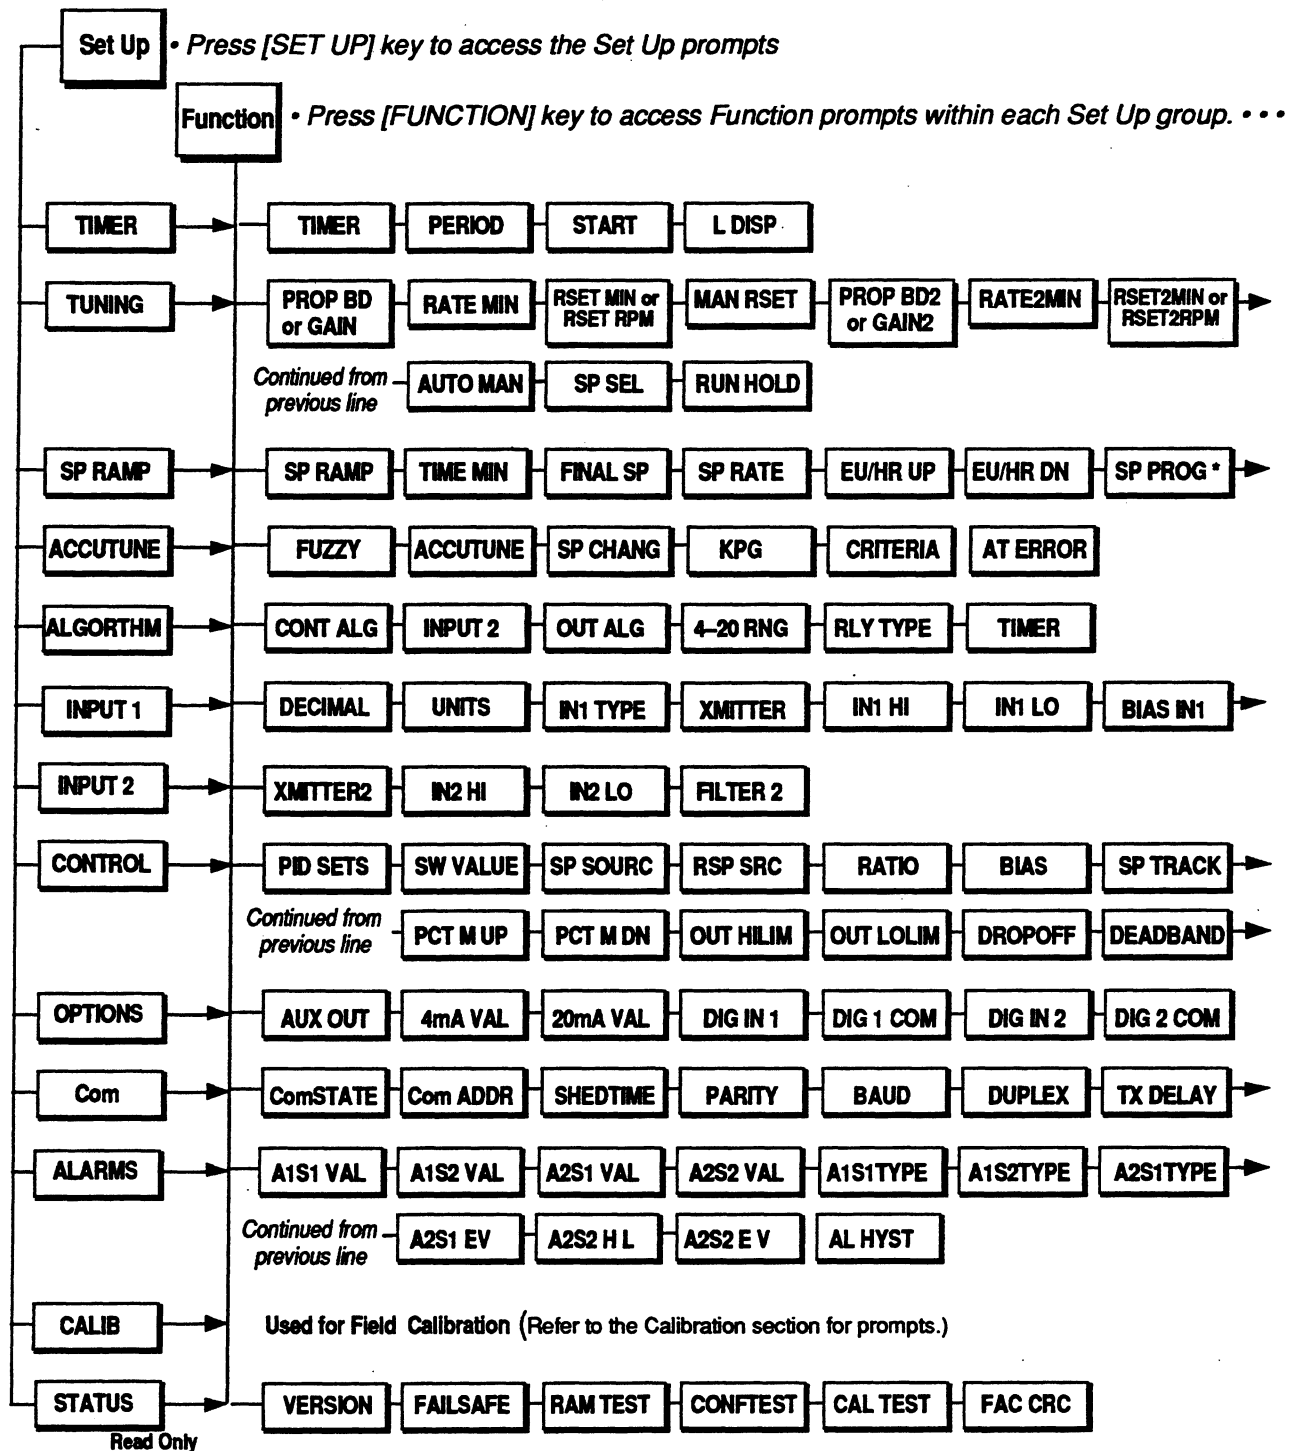 Set Up • Press [SET UP] key to access the Set Up prompts
Function • Press [FUNCTION] key to access Function prompts within each Set Up group. • • •
TIMER TIMER PERIOD START L DISP
TUNING PROP BD or GAIN RATE MIN RSET MIN or RSET RPM MAN RSET PROP BD2 or GAIN2 RATE2MIN RSET2MIN or RSET2RPM
Continued from previous line AUTO MAN SP SEL RUN HOLD
SP RAMP SP RAMP TIME MIN FINAL SP SP RATE EU/HR UP EU/HR DN SP PROG *
ACCUTUNE FUZZY ACCUTUNE SP CHANG KPG CRITERIA AT ERROR
ALGORTHM CONT ALG INPUT 2 OUT ALG 4–20 RNG RLY TYPE TIMER
INPUT 1 DECIMAL UNITS IN1 TYPE XMITTER IN1 HI IN1 LO BIAS IN1
INPUT 2 XMITTER2 IN2 HI IN2 LO FILTER 2
CONTROL PID SETS SW VALUE SP SOURC RSP SRC RATIO BIAS SP TRACK
Continued from previous line PCT M UP PCT M DN OUT HILIM OUT LOLIM DROPOFF DEADBAND
OPTIONS AUX OUT 4mA VAL 20mA VAL DIG IN 1 DIG 1 COM DIG IN 2 DIG 2 COM
Com ComSTATE Com ADDR SHEDTIME PARITY BAUD DUPLEX TX DELAY
ALARMS A1S1 VAL A1S2 VAL A2S1 VAL A2S2 VAL A1S1TYPE A1S2TYPE A2S1TYPE
Continued from previous line A2S1 EV A2S2 H L A2S2 E V AL HYST
CALIB Used for Field Calibration (Refer to the Calibration section for prompts.)
STATUS VERSION FAILSAFE RAM TEST CONFTEST CAL TEST FAC CRC
Read Only